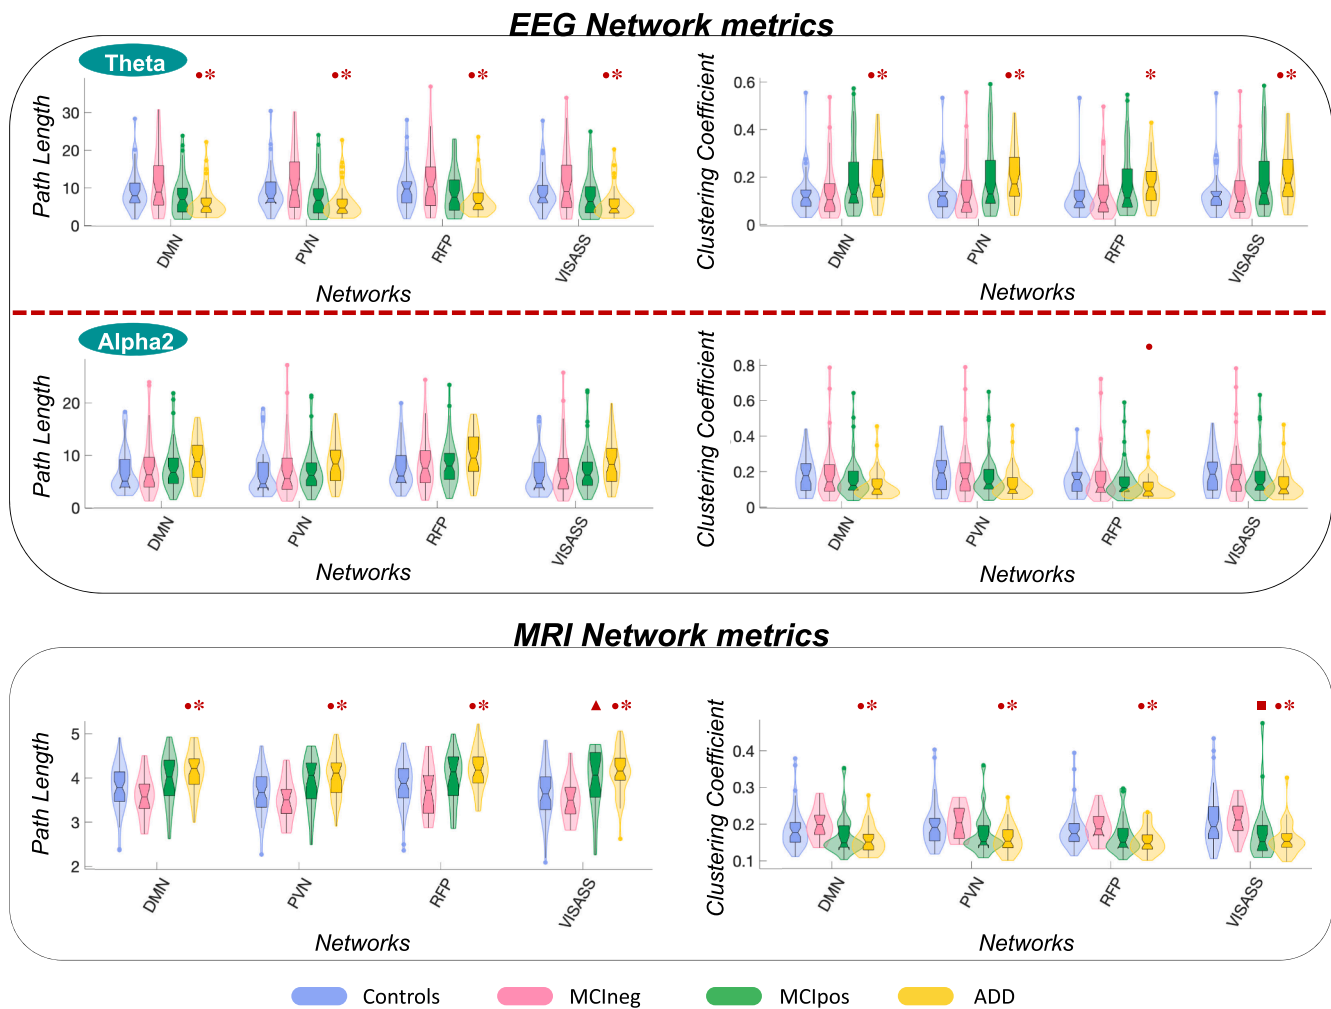 EEG Network metrics
Theta
●* ●* ●* ●*
Path Length
30
20
10
0
DMN PVN RFP VISASS
Networks
●* ●* * ●*
Clustering Coefficient
0.6
0.4
0.2
0
DMN PVN RFP VISASS
Networks
Alpha2
Path Length
20
10
0
DMN PVN RFP VISASS
Networks
●
Clustering Coefficient
0.8
0.6
0.4
0.2
0
DMN PVN RFP VISASS
Networks
MRI Network metrics
●* ●* ●* ▲ ●*
Path Length
5
4
3
2
DMN PVN RFP VISASS
Networks
●* ●* ●* ■ ●*
Clustering Coefficient
0.4
0.3
0.2
0.1
DMN PVN RFP VISASS
Networks
Controls MCIneg MCIpos ADD